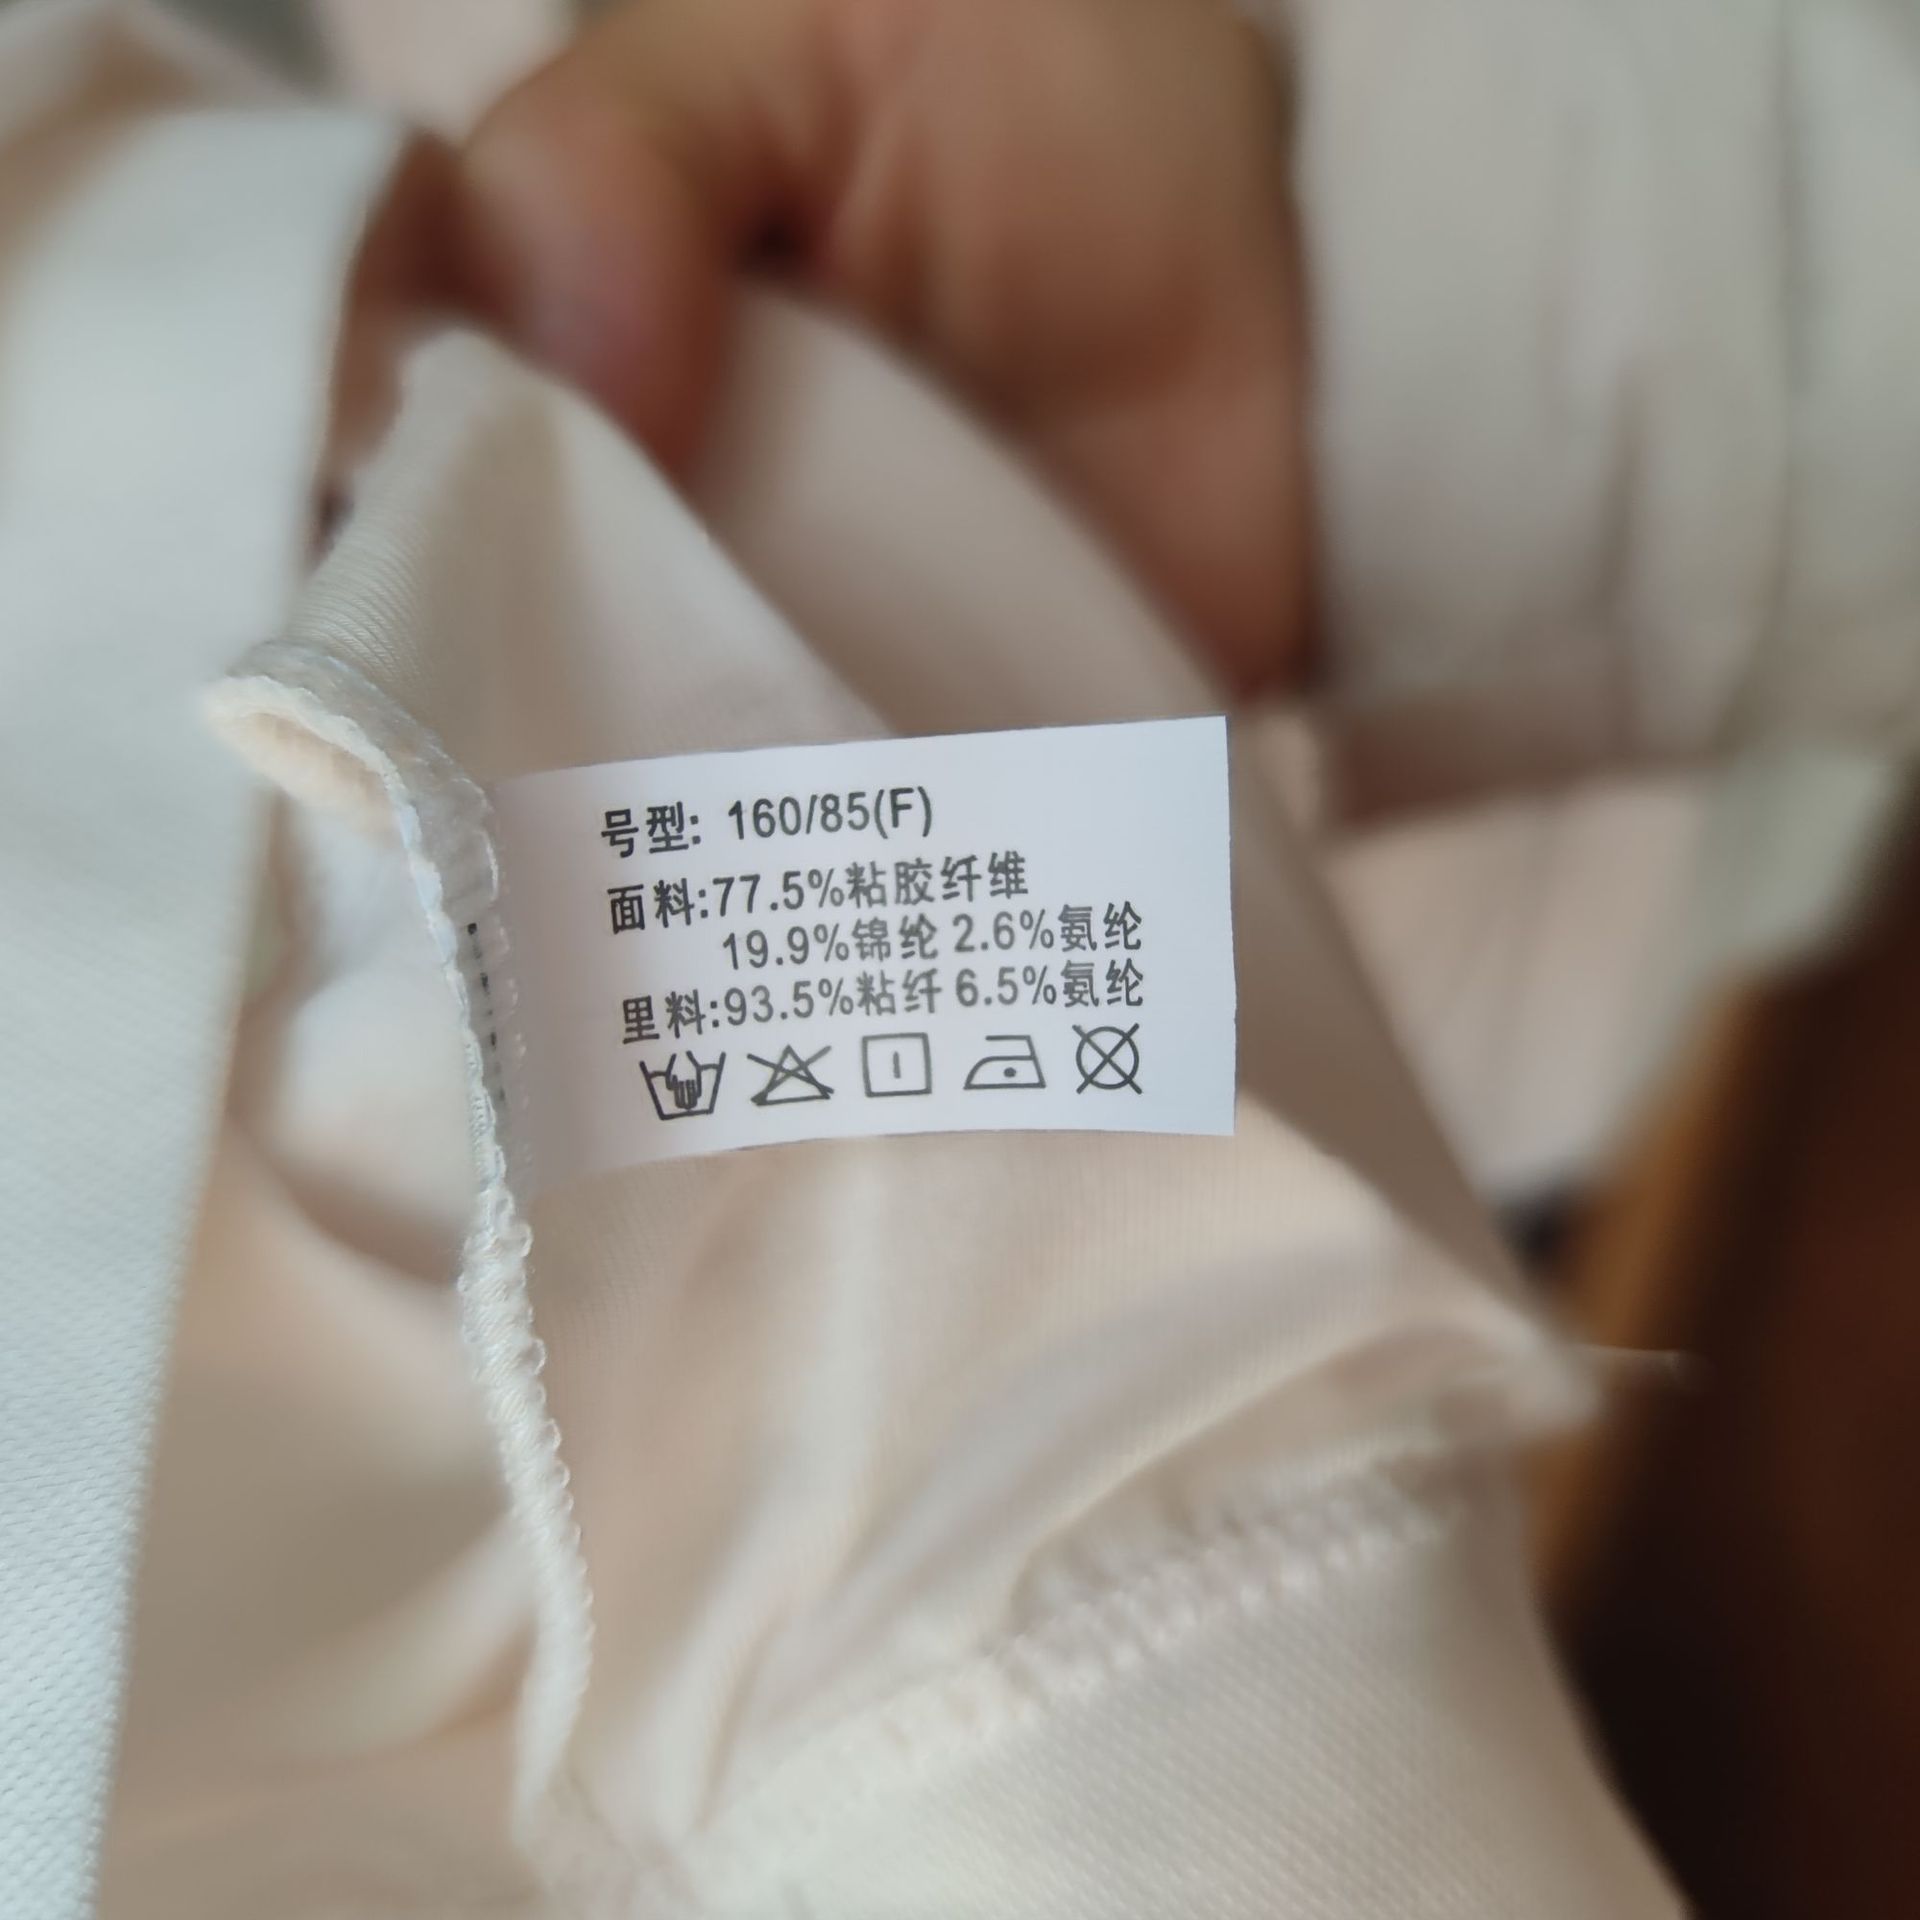 号型: 160/85(F)
面料:77.5%粘胶纤维
19.9%锦纶 2.6%氨纶
里料:93.5%粘纤 6.5%氨纶